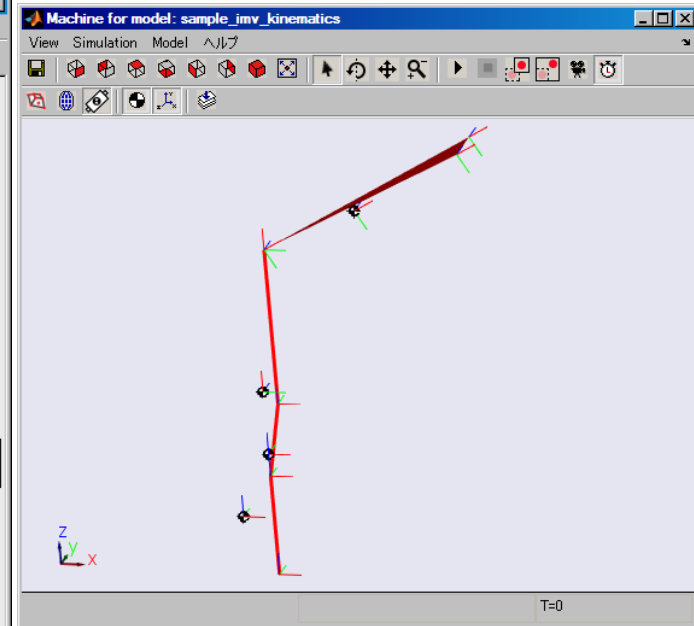 Machine for model: sample_imv_kinematics
View Simulation Model ヘルプ
z
y
x
T=0